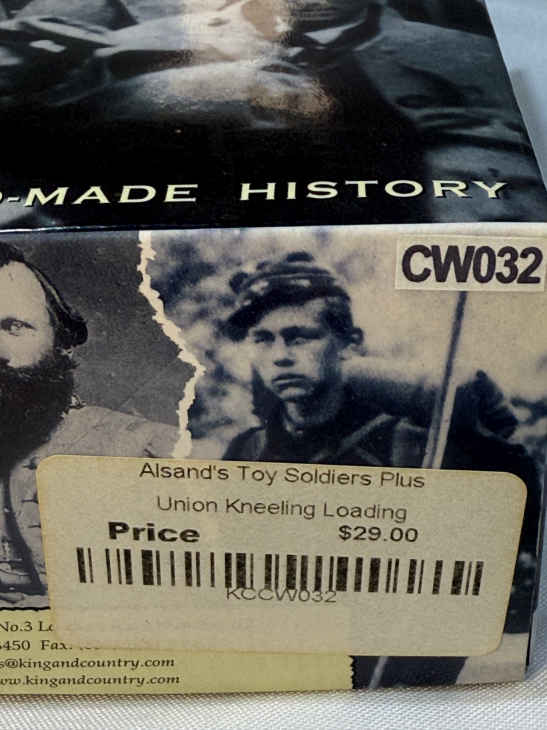 -MADE HISTORY
CW032
Alsand's Toy Soldiers Plus
Union Kneeling Loading
Price $29.00
KCCW032
No.3
450 Fax:
s@kingandcountry.com
ww.kingandcountry.com